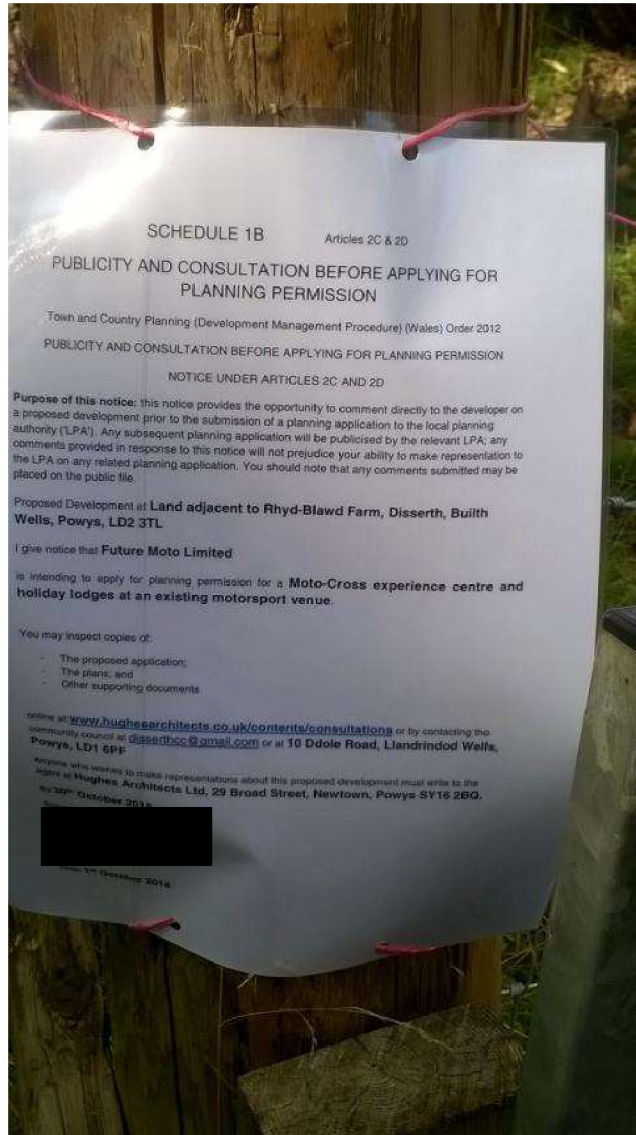 SCHEDULE 1B Articles 2C & 2D
PUBLICITY AND CONSULTATION BEFORE APPLYING FOR
PLANNING PERMISSION
Town and Country Planning (Development Management Procedure) (Wales) Order 2012
PUBLICITY AND CONSULTATION BEFORE APPLYING FOR PLANNING PERMISSION
NOTICE UNDER ARTICLES 2C AND 2D
Purpose of this notice: this notice provides the opportunity to comment directly to the developer on
a proposed development prior to the submission of a planning application to the local planning
authority ('LPA'). Any subsequent planning application will be publicised by the relevant LPA; any
comments provided in response to this notice will not prejudice your ability to make representation to
the LPA on any related planning application. You should note that any comments submitted may be
placed on the public file.
Proposed Development at Land adjacent to Rhyd-Blawd Farm, Disserth, Builth
Wells, Powys, LD2 3TL
I give notice that Future Moto Limited
is intending to apply for planning permission for a Moto-Cross experience centre and
holiday lodges at an existing motorsport venue.
You may inspect copies of:
- The proposed application;
- The plans; and
- Other supporting documents
online at: www.hughesarchitects.co.uk/contents/consultations or by contacting the
community council at disserthcc@gmail.com or at 10 Ddole Road, Llandrindod Wells,
Powys, LD1 6PF
Anyone who wishes to make representations about this proposed development must write to the
agent at Hughes Architects Ltd, 29 Broad Street, Newtown, Powys SY16 2BQ.
By 30th October 2018
1st October 2018